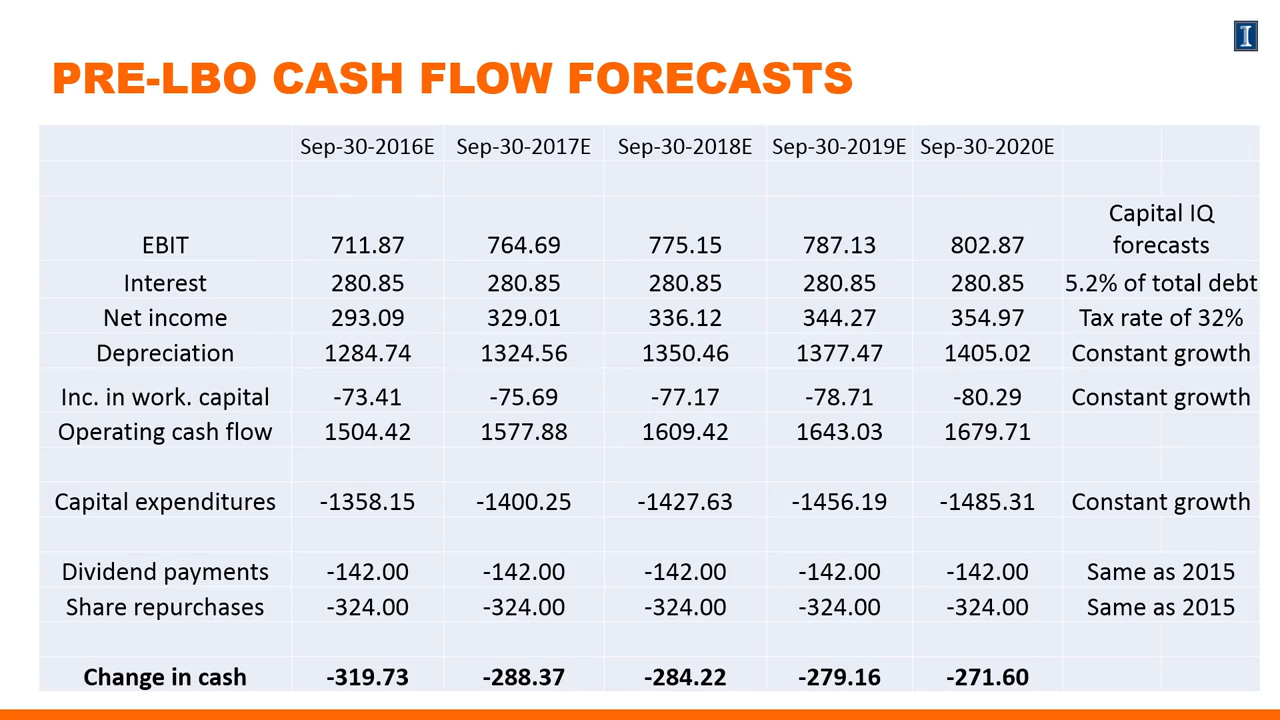 PRE-LBO CASH FLOW FORECASTS
Sep-30-2016E Sep-30-2017E Sep-30-2018E Sep-30-2019E Sep-30-2020E
Capital IQ
EBIT 711.87 764.69 775.15 787.13 802.87 forecasts
Interest 280.85 280.85 280.85 280.85 280.85 5.2% of total debt
Net income 293.09 329.01 336.12 344.27 354.97 Tax rate of 32%
Depreciation 1284.74 1324.56 1350.46 1377.47 1405.02 Constant growth
Inc. in work. capital -73.41 -75.69 -77.17 -78.71 -80.29 Constant growth
Operating cash flow 1504.42 1577.88 1609.42 1643.03 1679.71
Capital expenditures -1358.15 -1400.25 -1427.63 -1456.19 -1485.31 Constant growth
Dividend payments -142.00 -142.00 -142.00 -142.00 -142.00 Same as 2015
Share repurchases -324.00 -324.00 -324.00 -324.00 -324.00 Same as 2015
Change in cash -319.73 -288.37 -284.22 -279.16 -271.60